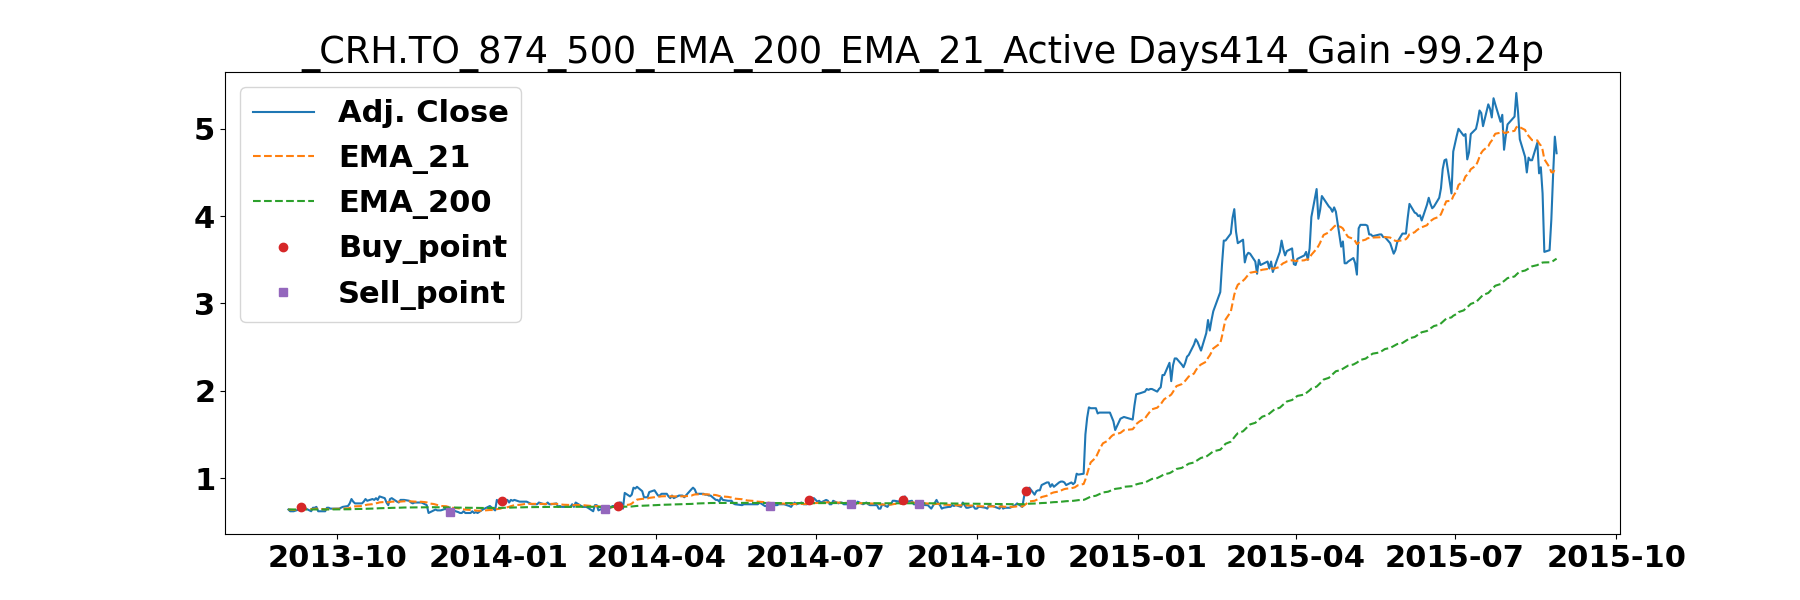 _CRH.TO_874_500_EMA_200_EMA_21_Active Days414_Gain -99.24p
Adj. Close
EMA_21
EMA_200
Buy_point
Sell_point
5
4
3
2
1
2013-10 2014-01 2014-04 2014-07 2014-10 2015-01 2015-04 2015-07 2015-10